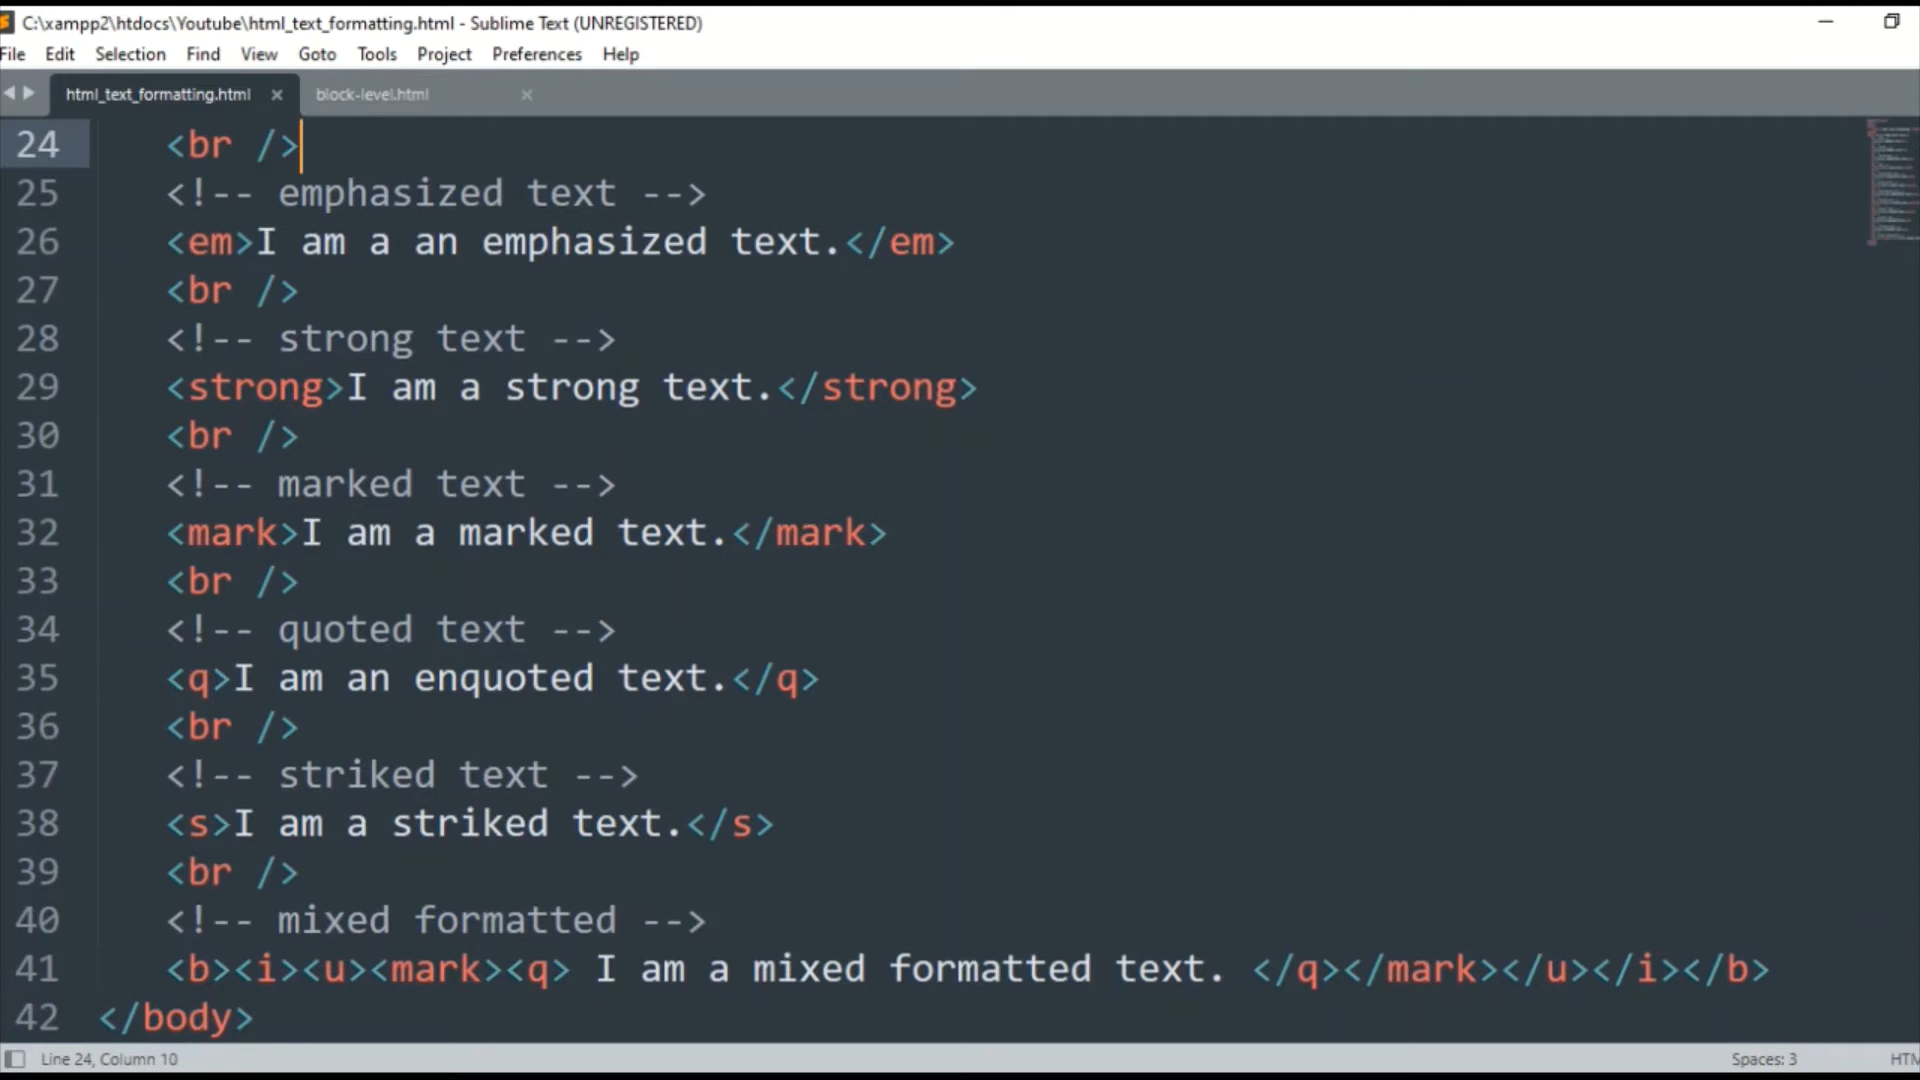 C:\xampp2\htdocs\Youtube\html_text_formatting.html - Sublime Text (UNREGISTERED)
File Edit Selection Find View Goto Tools Project Preferences Help
html_text_formatting.html × block-level.html ×
24 <br />
25 <!-- emphasized text -->
26 <em>I am a an emphasized text.</em>
27 <br />
28 <!-- strong text -->
29 <strong>I am a strong text.</strong>
30 <br />
31 <!-- marked text -->
32 <mark>I am a marked text.</mark>
33 <br />
34 <!-- quoted text -->
35 <q>I am an enquoted text.</q>
36 <br />
37 <!-- striked text -->
38 <s>I am a striked text.</s>
39 <br />
40 <!-- mixed formatted -->
41 <b><i><u><mark><q> I am a mixed formatted text. </q></mark></u></i></b>
42 </body>
Line 24, Column 10 Spaces: 3 HTM